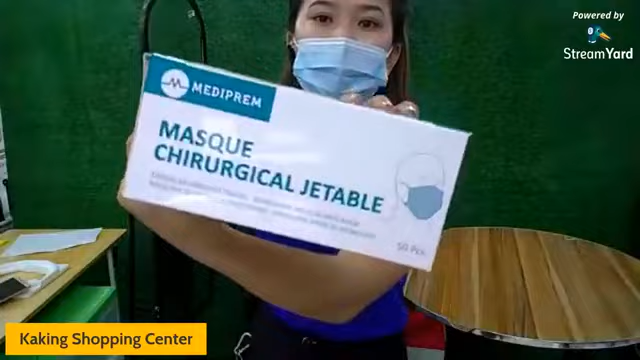 Powered by
StreamYard
MEDIPREM
MASQUE
CHIRURGICAL JETABLE
50 Pcs
Kaking Shopping Center